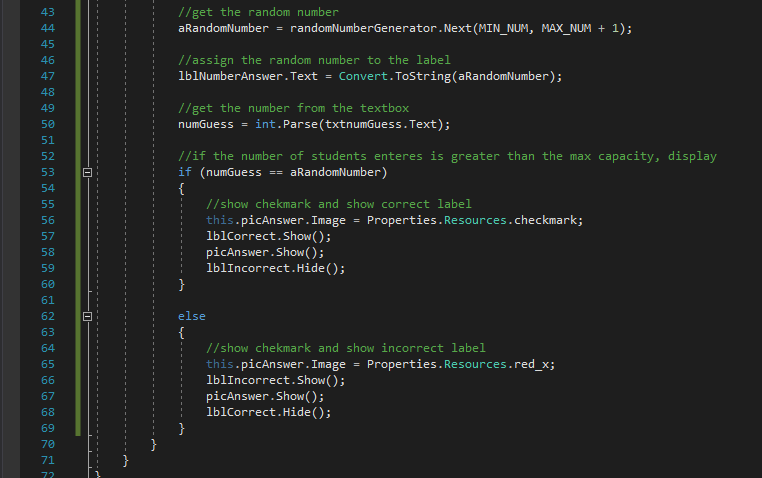 43 //get the random number
44 aRandomNumber = randomNumberGenerator.Next(MIN_NUM, MAX_NUM + 1);
45
46 //assign the random number to the label
47 lblNumberAnswer.Text = Convert.ToString(aRandomNumber);
48
49 //get the number from the textbox
50 numGuess = int.Parse(txtnumGuess.Text);
51
52 //if the number of students enteres is greater than the max capacity, display
53 if (numGuess == aRandomNumber)
54 {
55 //show chekmark and show correct label
56 this.picAnswer.Image = Properties.Resources.checkmark;
57 lblCorrect.Show();
58 picAnswer.Show();
59 lblIncorrect.Hide();
60 }
61
62 else
63 {
64 //show chekmark and show incorrect label
65 this.picAnswer.Image = Properties.Resources.red_x;
66 lblIncorrect.Show();
67 picAnswer.Show();
68 lblCorrect.Hide();
69 }
70 }
71 }
72 }